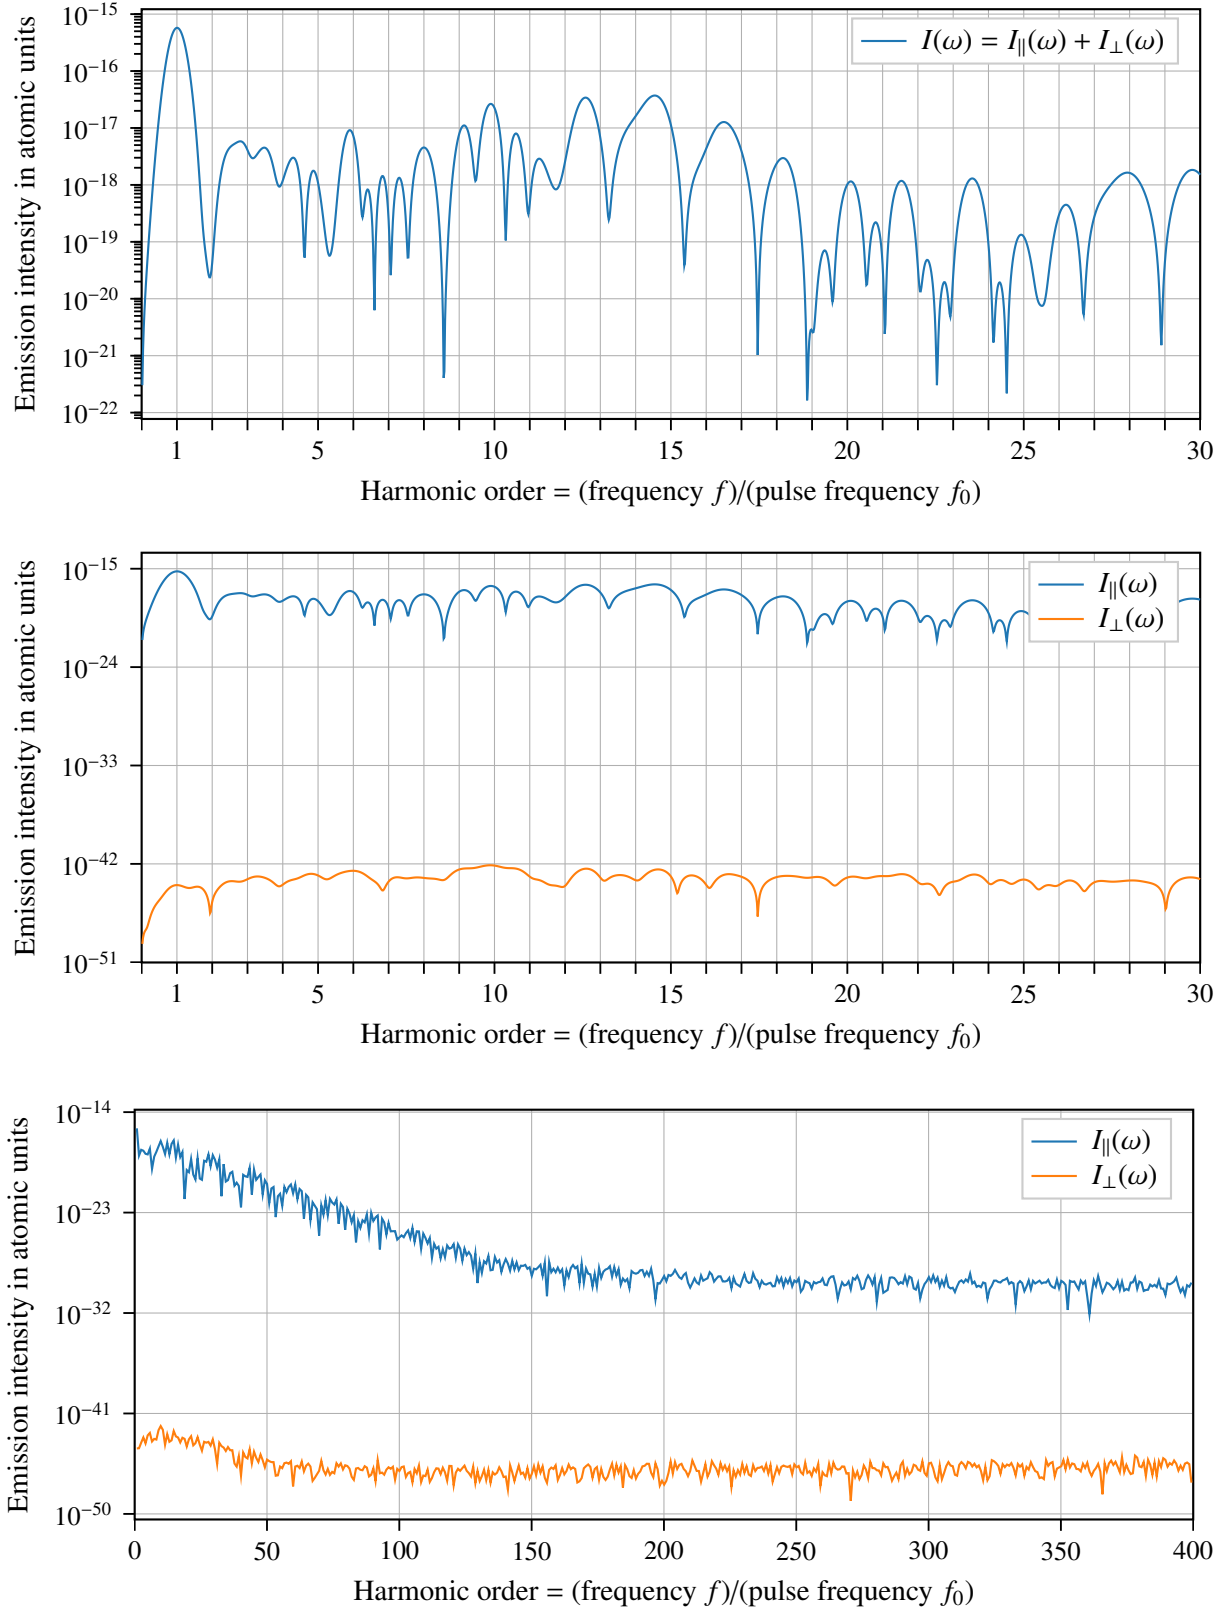 Emission intensity in atomic units
10⁻¹⁵
10⁻¹⁶
10⁻¹⁷
10⁻¹⁸
10⁻¹⁹
10⁻²⁰
10⁻²¹
10⁻²²
I(ω) = I∥(ω) + I⊥(ω)
1 5 10 15 20 25 30
Harmonic order = (frequency f)/(pulse frequency f₀)
Emission intensity in atomic units
10⁻¹⁵
10⁻²⁴
10⁻³³
10⁻⁴²
10⁻⁵¹
I∥(ω)
I⊥(ω)
1 5 10 15 20 25 30
Harmonic order = (frequency f)/(pulse frequency f₀)
Emission intensity in atomic units
10⁻¹⁴
10⁻²³
10⁻³²
10⁻⁴¹
10⁻⁵⁰
I∥(ω)
I⊥(ω)
0 50 100 150 200 250 300 350 400
Harmonic order = (frequency f)/(pulse frequency f₀)